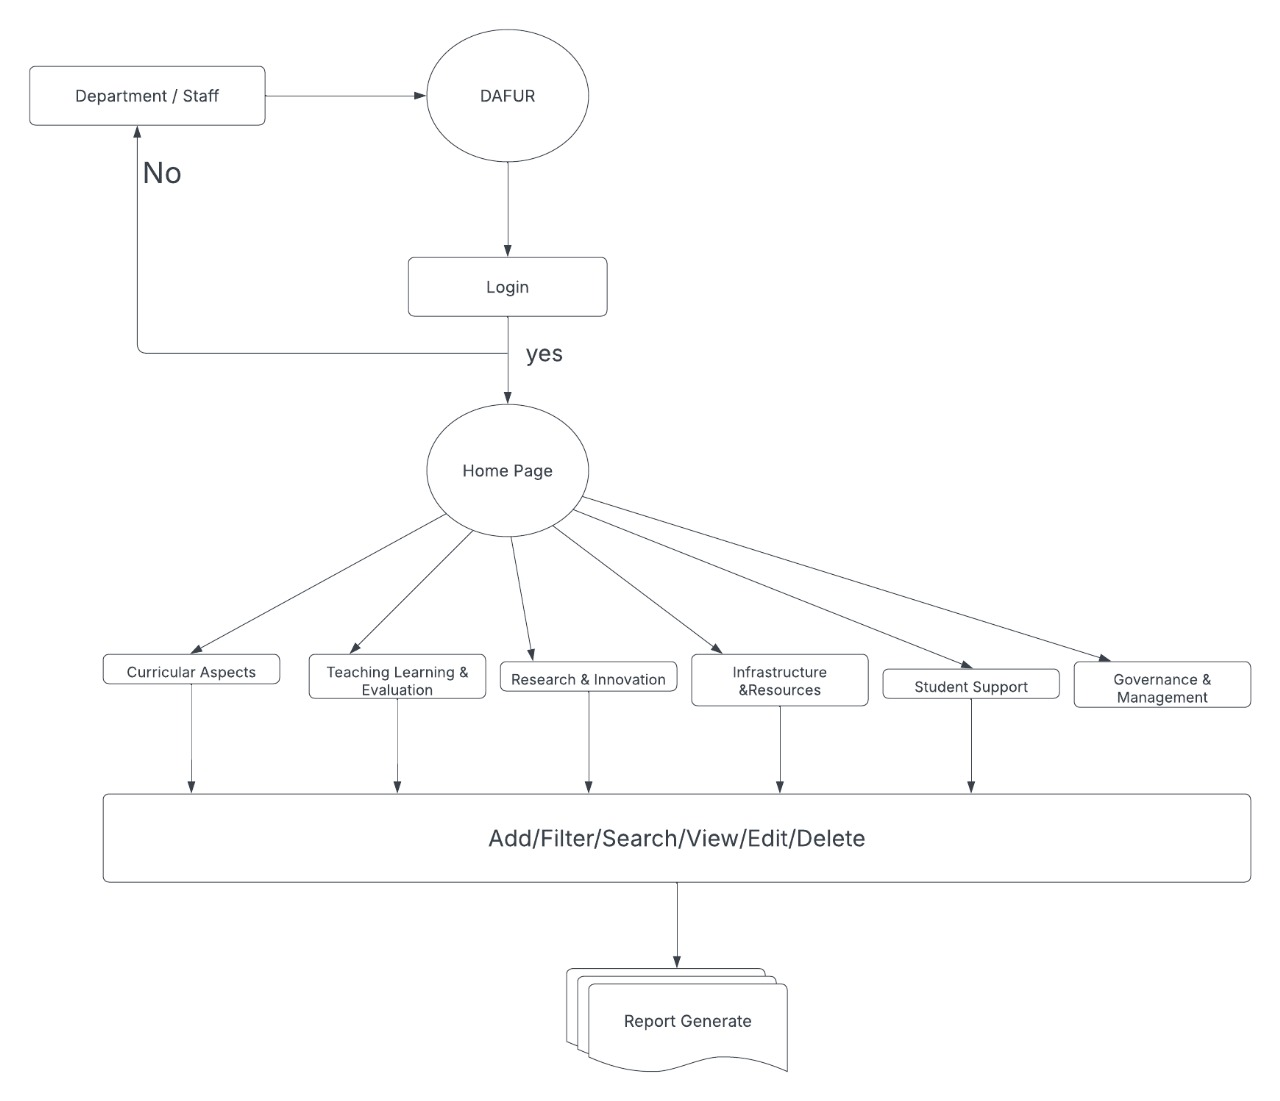 Department / Staff
DAFUR
No
Login
yes
Home Page
Curricular Aspects
Teaching Learning &
Evaluation
Research & Innovation
Infrastructure
&Resources
Student Support
Governance &
Management
Add/Filter/Search/View/Edit/Delete
Report Generate